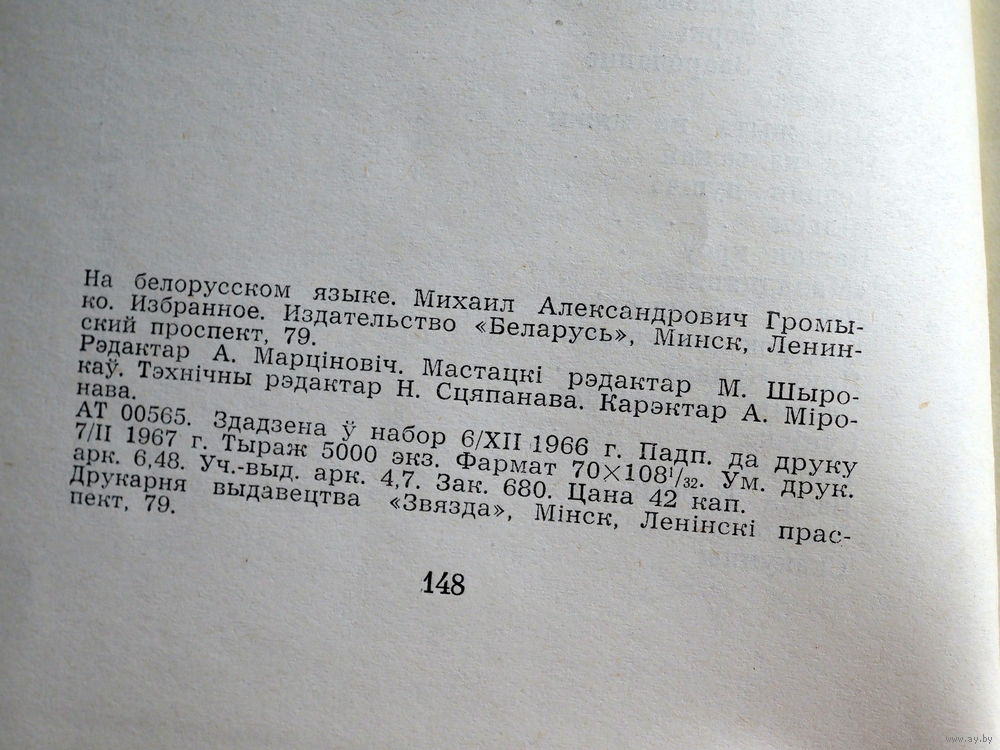 На белорусском языке. Михаил Александрович Громы-
ко. Избранное. Издательство «Беларусь», Минск, Ленин-
ский проспект, 79.
Рэдактар А. Марціновіч. Мастацкі рэдактар М. Шыро-
каў. Тэхнічны рэдактар Н. Сцяпанава. Карэктар А. Міро-
нава.
АТ 00565. Здадзена ў набор 6/XII 1966 г. Падп. да друку
7/II 1967 г. Тыраж 5000 экз. Фармат 70×108¹/₃₂. Ум. друк.
арк. 6,48. Уч.-выд. арк. 4,7. Зак. 680. Цана 42 кап.
Друкарня выдавецтва «Звязда», Мінск, Ленінскі прас-
пект, 79.
148
www.ay.by